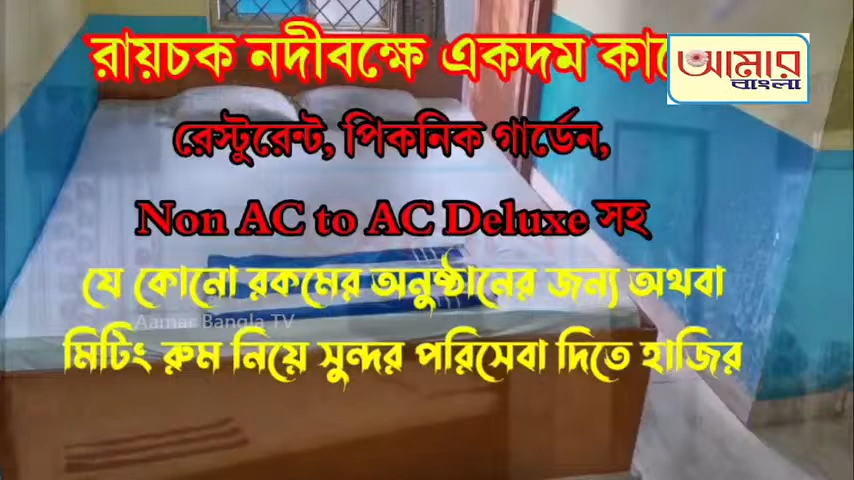 রায়চক নদীবক্ষে একদম
আমার
বাংলা
রেস্টুরেন্ট, পিকনিক গার্ডেন,
Non AC to AC Deluxe সহ
যে কোনো রকমের অনুষ্ঠানের জন্য অথবা
Aamar Bangla TV
মিটিং রুম নিয়ে সুন্দর পরিসেবা দিতে হাজির